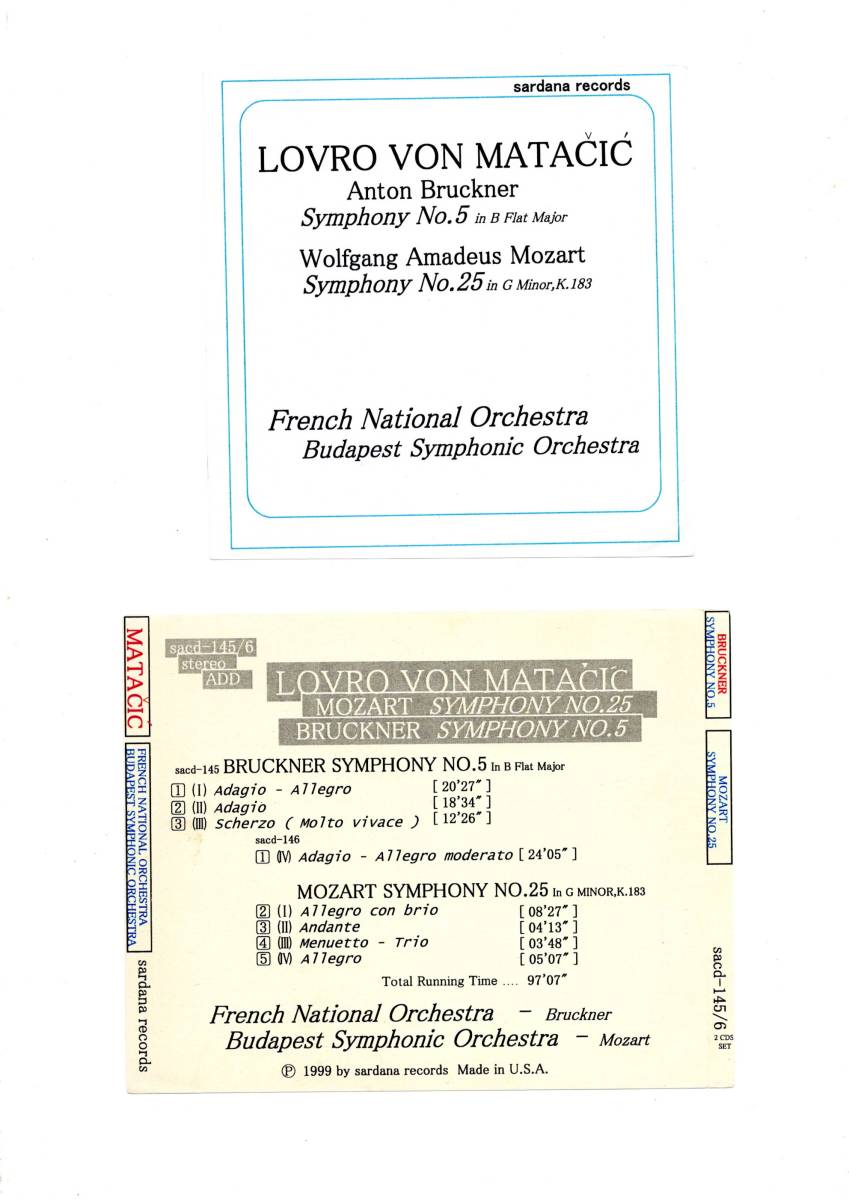 sardana records
LOVRO VON MATAČIĆ
Anton Bruckner
Symphony No.5 in B Flat Major
Wolfgang Amadeus Mozart
Symphony No.25 in G Minor,K.183
French National Orchestra
Budapest Symphonic Orchestra
MATAČIĆ
FRENCH NATIONAL ORCHESTRA
BUDAPEST SYMPHONIC ORCHESTRA
sardana records
sacd-145/6
stereo
ADD
LOVRO VON MATAČIĆ
MOZART SYMPHONY NO.25
BRUCKNER SYMPHONY NO.5
sacd-145 BRUCKNER SYMPHONY NO.5 In B Flat Major
1 (I) Adagio - Allegro [ 20'27" ]
2 (II) Adagio [ 18'34" ]
3 (III) Scherzo ( Molto vivace ) [ 12'26" ]
sacd-146
1 (IV) Adagio - Allegro moderato [ 24'05" ]
MOZART SYMPHONY NO.25 In G MINOR,K.183
2 (I) Allegro con brio [ 08'27" ]
3 (II) Andante [ 04'13" ]
4 (III) Menuetto - Trio [ 03'48" ]
5 (IV) Allegro [ 05'07" ]
Total Running Time .... 97'07"
French National Orchestra - Bruckner
Budapest Symphonic Orchestra - Mozart
Ⓟ 1999 by sardana records Made in U.S.A.
BRUCKNER
SYMPHONY NO.5
MOZART
SYMPHONY NO.25
sacd-145/6
2 CDS
SET